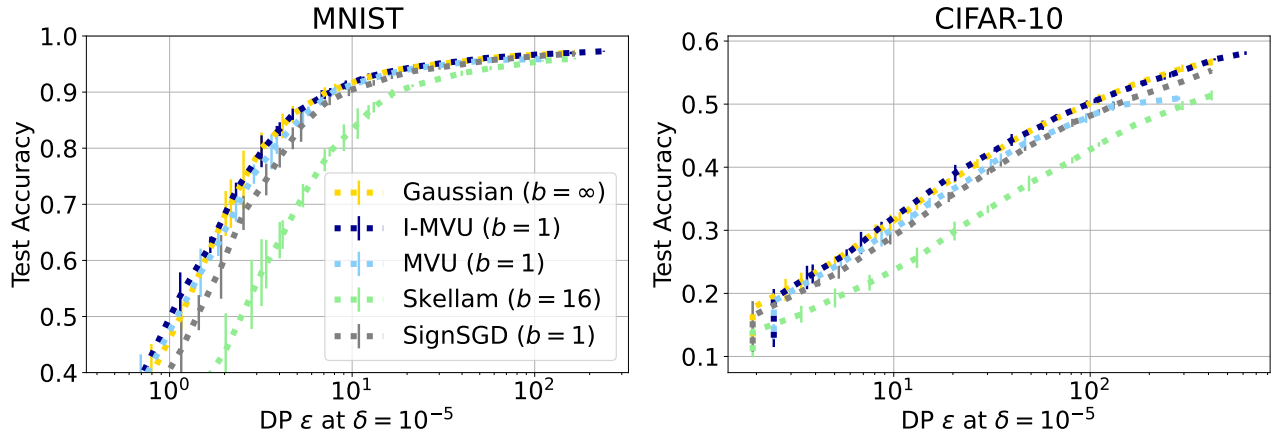 MNIST
1.0
0.9
0.8
0.7
0.6
0.5
0.4
Test Accuracy
10⁰
10¹
10²
DP ε at δ = 10⁻⁵
Gaussian (b = ∞)
I-MVU (b = 1)
MVU (b = 1)
Skellam (b = 16)
SignSGD (b = 1)
CIFAR-10
0.6
0.5
0.4
0.3
0.2
0.1
Test Accuracy
10¹
10²
DP ε at δ = 10⁻⁵